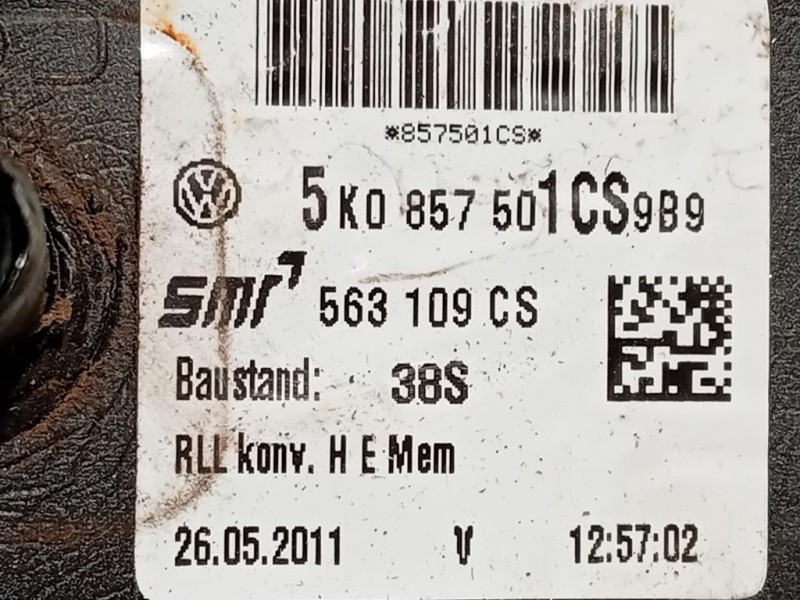 *857501CS*
5K0 857 501CS9B9
smr 563 109 CS
Baustand: 38S
RLL konv. H E Mem
26.05.2011 V 12:57:02